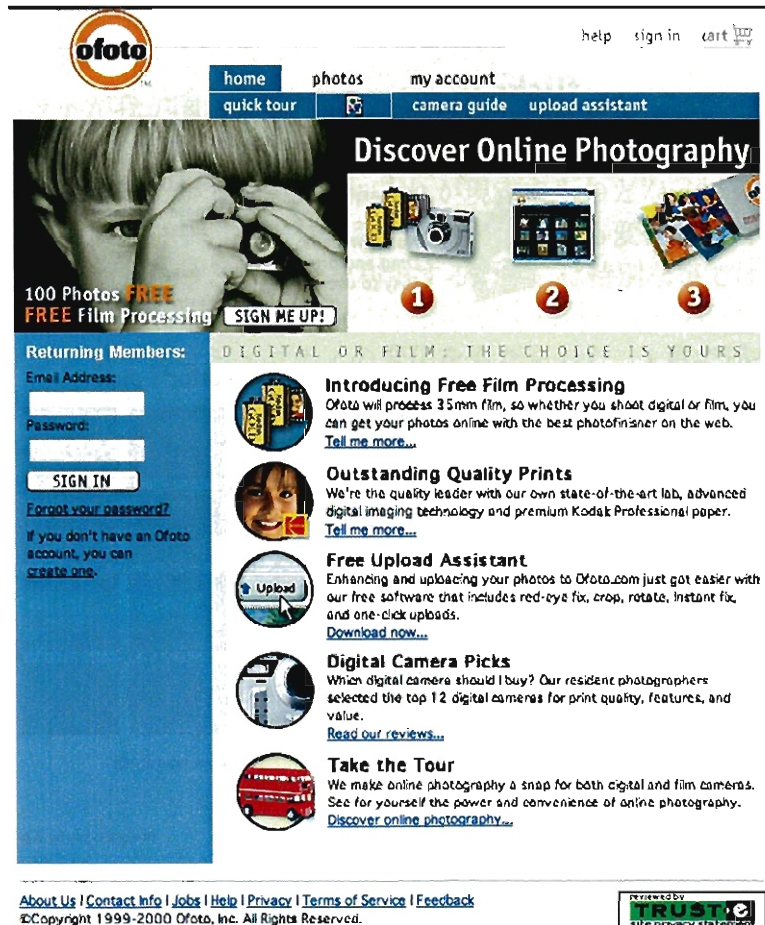 ofoto
help sign in cart
home photos my account
quick tour camera guide upload assistant
Discover Online Photography
100 Photos FREE
FREE Film Processing SIGN ME UP!
1 2 3
Returning Members:
DIGITAL OR FILM: THE CHOICE IS YOURS
Email Address:
Password:
SIGN IN
Forgot your password?
If you don't have an Ofoto
account, you can
create one.
Introducing Free Film Processing
Ofoto will process 35mm film, so whether you shoot digital or film, you
can get your photos online with the best photofinisher on the web.
Tell me more...
Outstanding Quality Prints
We're the quality leader with our own state-of-the-art lab, advanced
digital imaging technology and premium Kodak Professional paper.
Tell me more...
Upload
Free Upload Assistant
Enhancing and uploading your photos to Ofoto.com just got easier with
our free software that includes red-eye fix, crop, rotate, instant fix,
and one-click uploads.
Download now...
Digital Camera Picks
Which digital camera should I buy? Our resident photographers
selected the top 12 digital cameras for print quality, features, and
value.
Read our reviews...
Take the Tour
We make online photography a snap for both digital and film cameras.
See for yourself the power and convenience of online photography.
Discover online photography...
About Us | Contact Info | Jobs | Help | Privacy | Terms of Service | Feedback
©Copyright 1999-2000 Ofoto, Inc. All Rights Reserved.
reviewed by
TRUSTe
site privacy statement